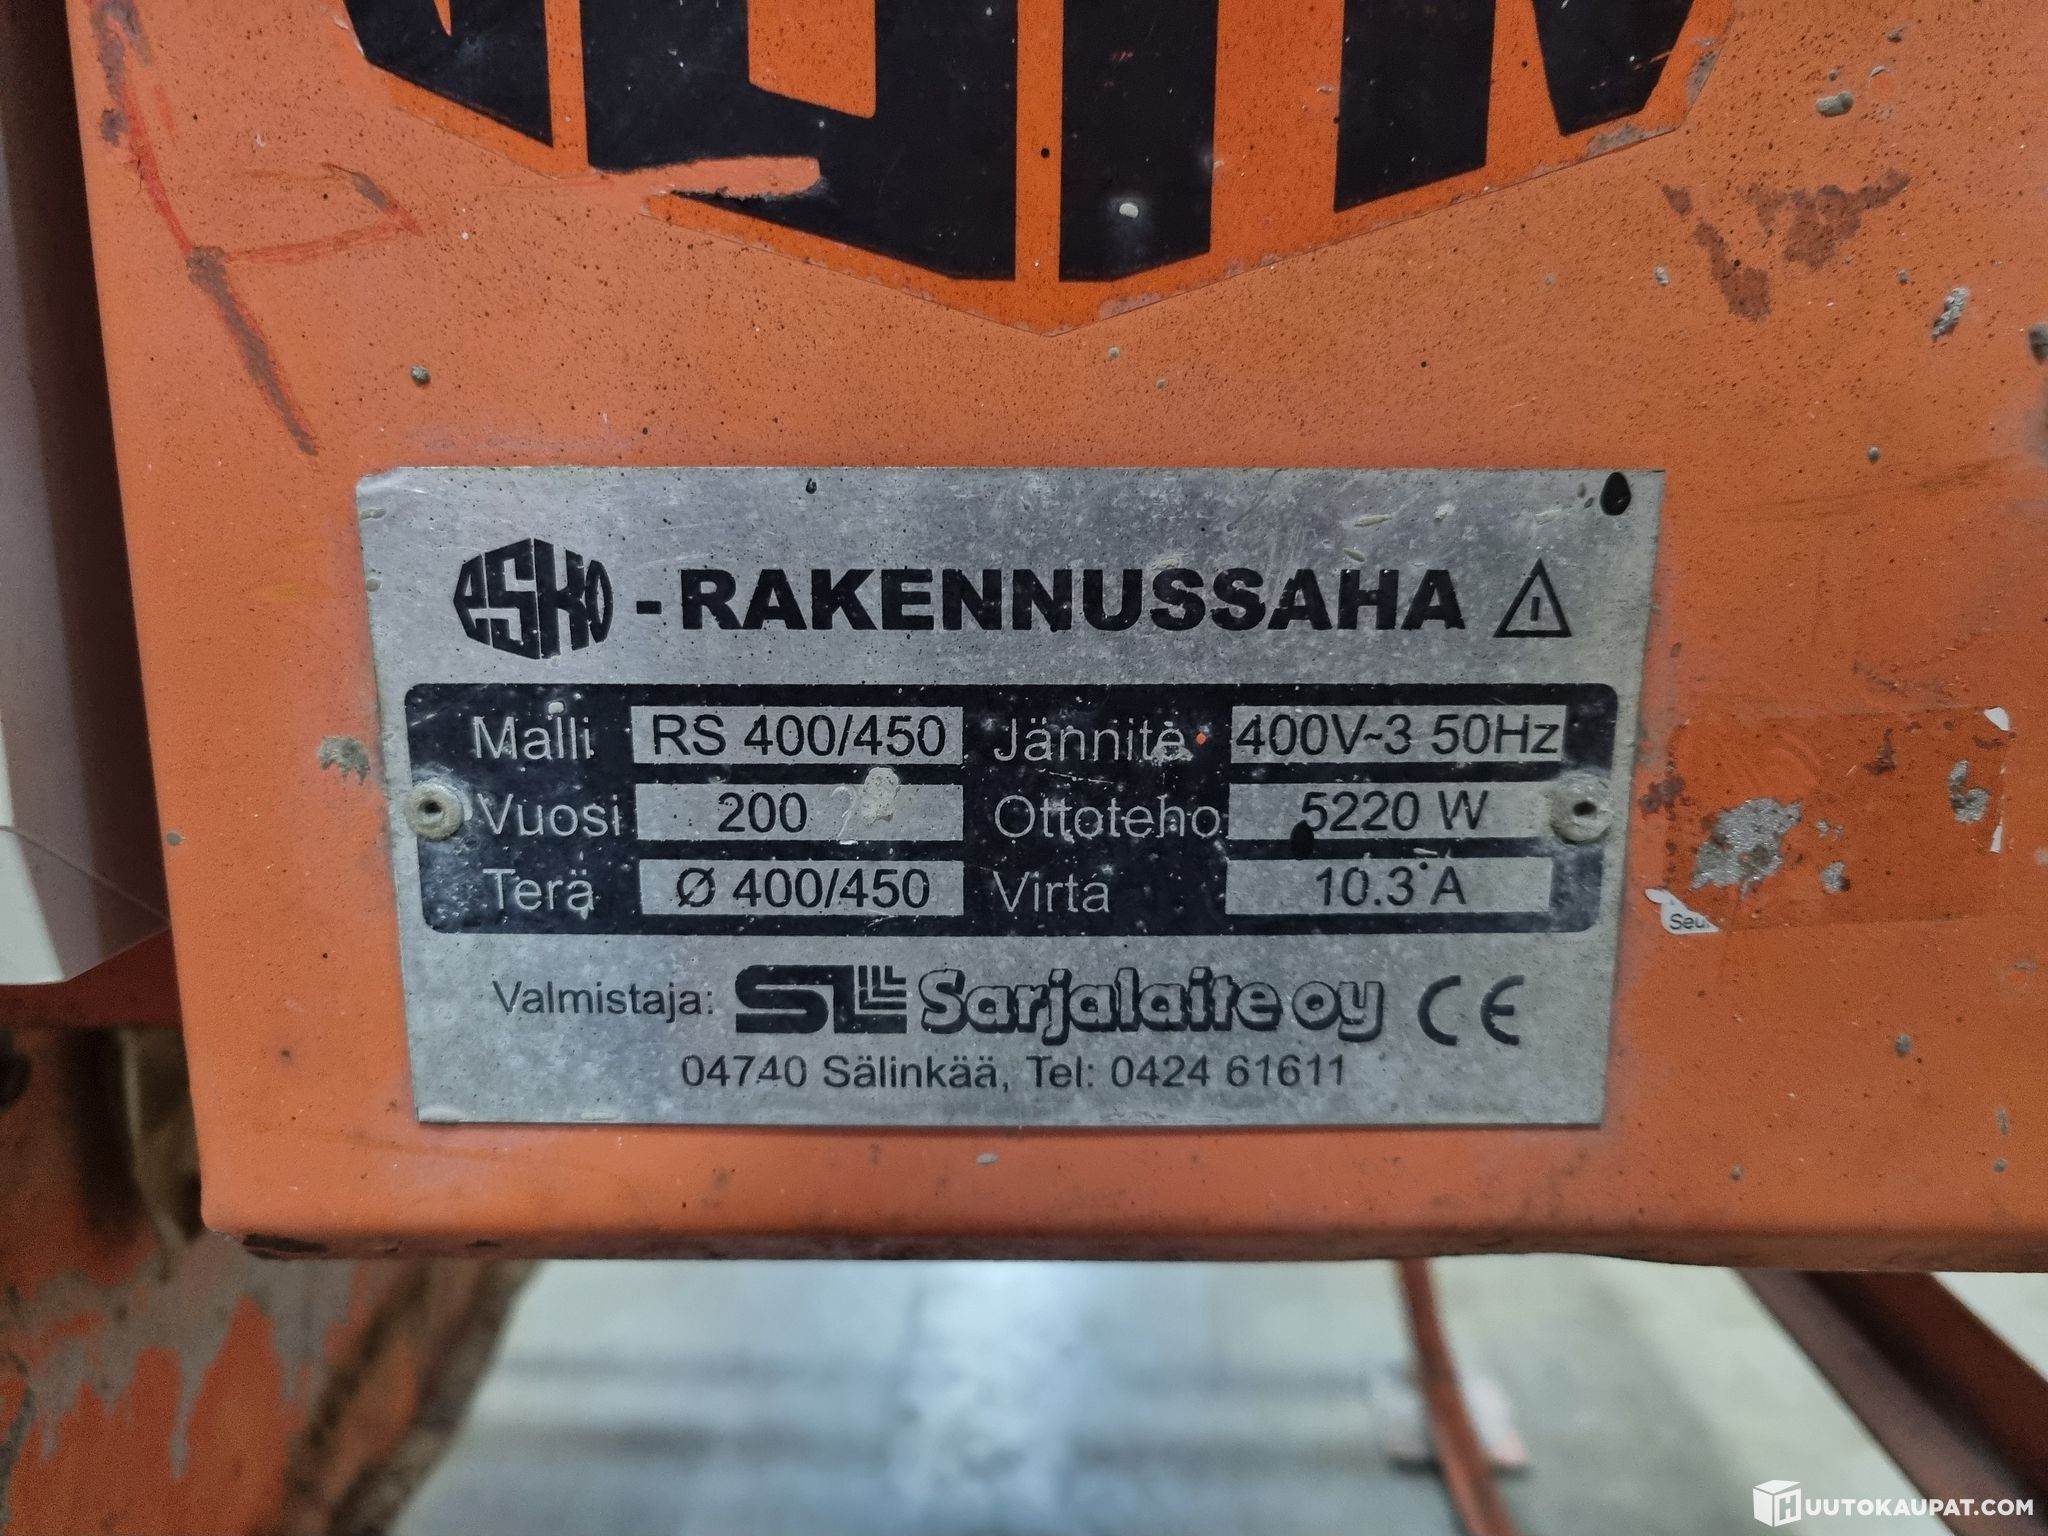 esko -RAKENNUSSAHA
Malli RS 400/450 Jännite 400V~3 50Hz
Vuosi 200 Ottoteho 5220 W
Terä Ø 400/450 Virta 10.3 A
Valmistaja: SL Sarjalaite oy CE
04740 Sälinkää, Tel: 0424 61611
HUUTOKAUPAT.COM